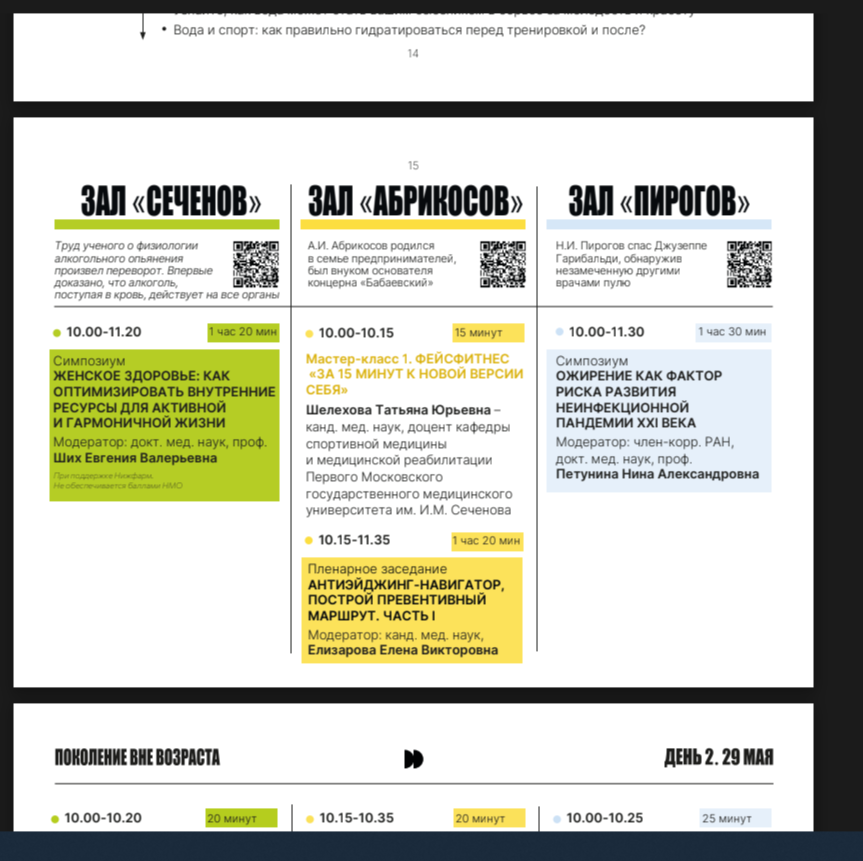 Вода и спорт: как правильно гидратироваться перед тренировкой и после?
14
15
ЗАЛ «СЕЧЕНОВ»
Труд ученого о физиологии
алкогольного опьянения
произвел переворот. Впервые
доказано, что алкоголь,
поступая в кровь, действует на все органы
10.00-11.20
1 час 20 мин
Симпозиум
ЖЕНСКОЕ ЗДОРОВЬЕ: КАК
ОПТИМИЗИРОВАТЬ ВНУТРЕННИЕ
РЕСУРСЫ ДЛЯ АКТИВНОЙ
И ГАРМОНИЧНОЙ ЖИЗНИ
Модератор: докт. мед. наук, проф.
Ших Евгения Валерьевна
При поддержке Нижфарм.
Не обеспечивается баллами НМО
ЗАЛ «АБРИКОСОВ»
А.И. Абрикосов родился
в семье предпринимателей,
был внуком основателя
концерна «Бабаевский»
10.00-10.15
15 минут
Мастер-класс 1. ФЕЙСФИТНЕС
«ЗА 15 МИНУТ К НОВОЙ ВЕРСИИ
СЕБЯ»
Шелехова Татьяна Юрьевна –
канд. мед. наук, доцент кафедры
спортивной медицины
и медицинской реабилитации
Первого Московского
государственного медицинского
университета им. И.М. Сеченова
10.15-11.35
1 час 20 мин
Пленарное заседание
АНТИЭЙДЖИНГ-НАВИГАТОР,
ПОСТРОЙ ПРЕВЕНТИВНЫЙ
МАРШРУТ. ЧАСТЬ I
Модератор: канд. мед. наук,
Елизарова Елена Викторовна
ЗАЛ «ПИРОГОВ»
Н.И. Пирогов спас Джузеппе
Гарибальди, обнаружив
незамеченную другими
врачами пулю
10.00-11.30
1 час 30 мин
Симпозиум
ОЖИРЕНИЕ КАК ФАКТОР
РИСКА РАЗВИТИЯ
НЕИНФЕКЦИОННОЙ
ПАНДЕМИИ XXI ВЕКА
Модератор: член-корр. РАН,
докт. мед. наук, проф.
Петунина Нина Александровна
ПОКОЛЕНИЕ ВНЕ ВОЗРАСТА
ДЕНЬ 2. 29 МАЯ
10.00-10.20
20 минут
10.15-10.35
20 минут
10.00-10.25
25 минут